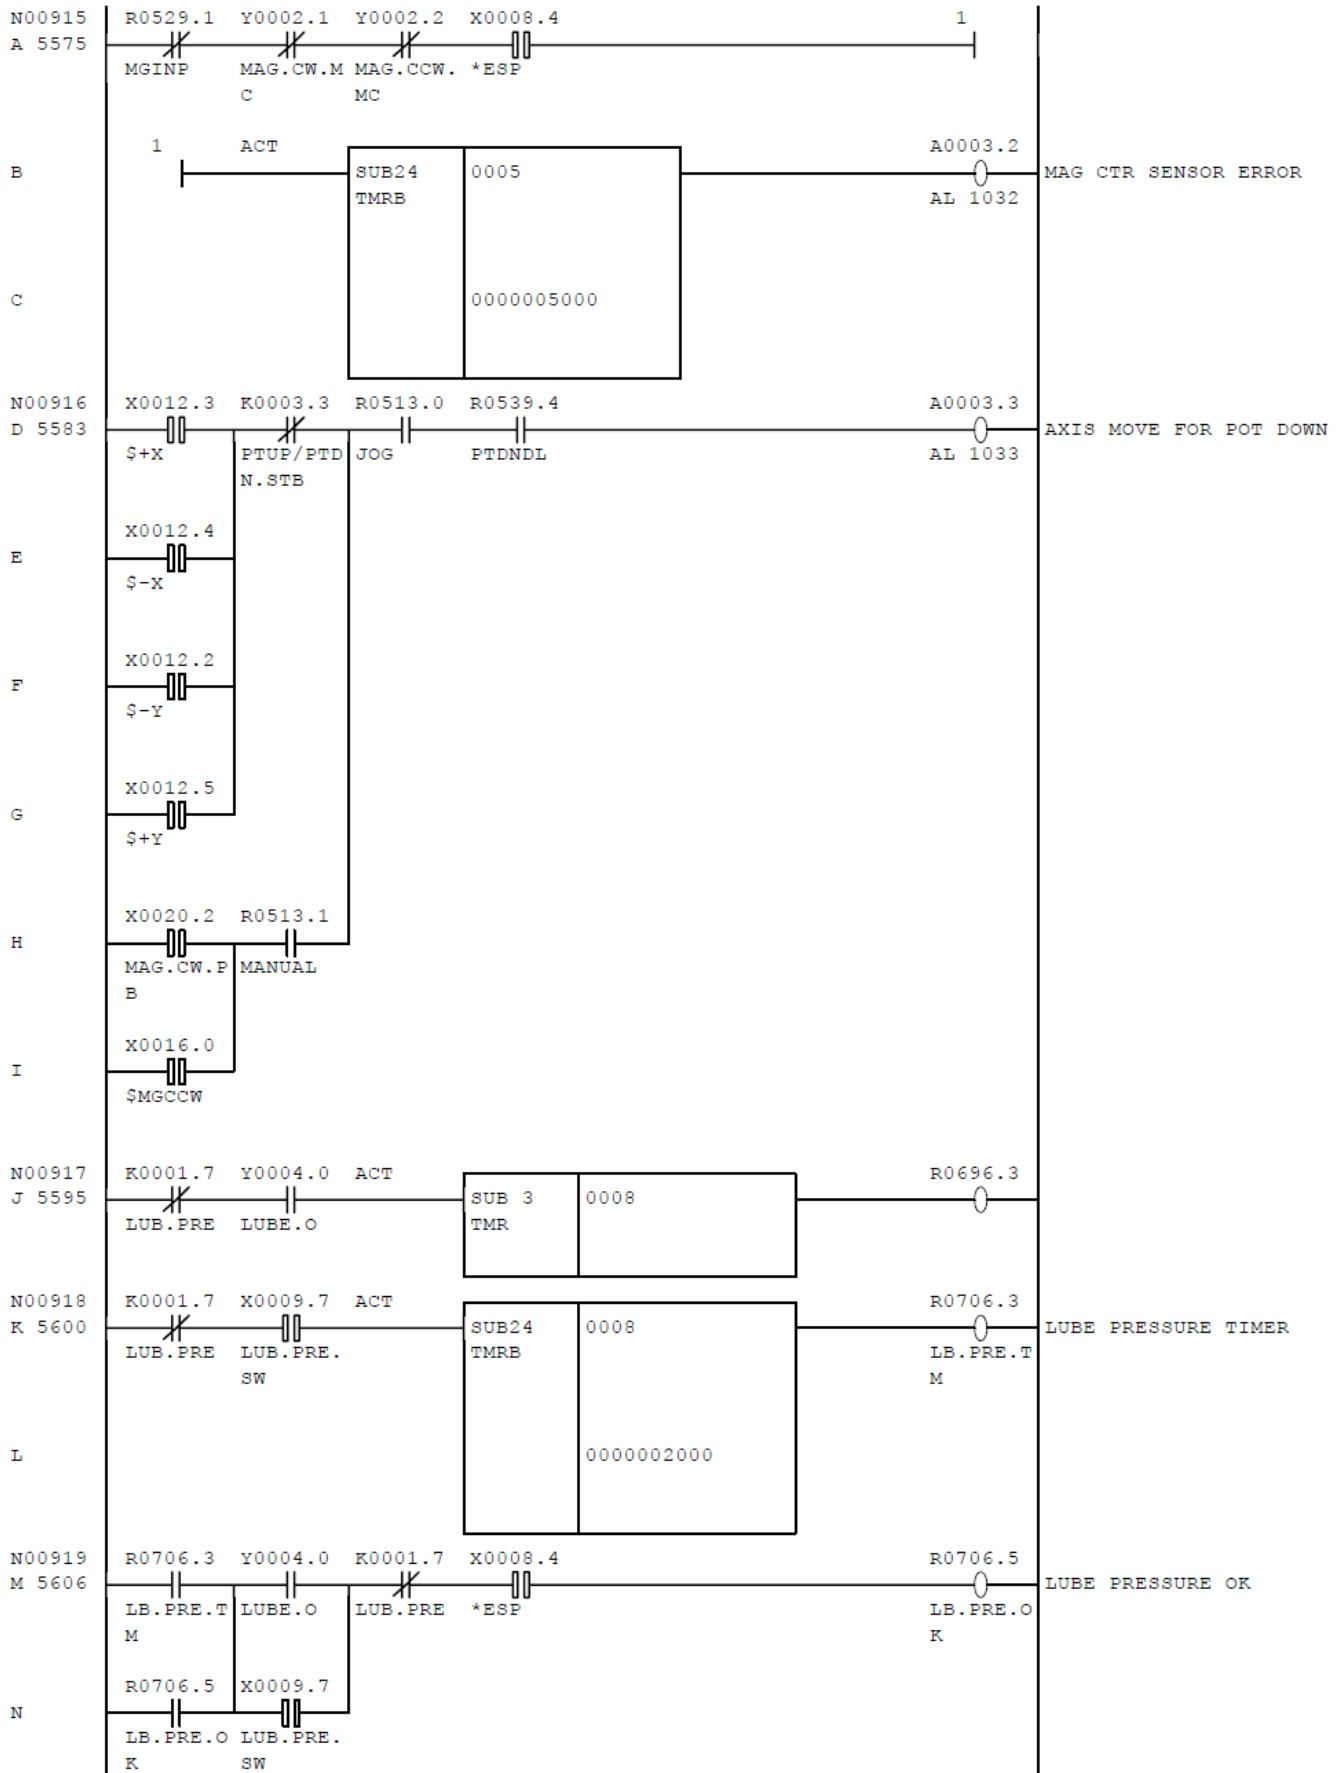 N00915 R0529.1 Y0002.1 Y0002.2 X0008.4 1
A 5575
MGINP MAG.CW.M MAG.CCW. *ESP
C MC
1 ACT A0003.2
B SUB24 0005 MAG CTR SENSOR ERROR
TMRB AL 1032
C 0000005000
N00916 X0012.3 K0003.3 R0513.0 R0539.4 A0003.3
D 5583 AXIS MOVE FOR POT DOWN
$+X PTUP/PTD JOG PTDNDL AL 1033
N.STB
X0012.4
E
$-X
X0012.2
F
$-Y
X0012.5
G
$+Y
X0020.2 R0513.1
H
MAG.CW.P MANUAL
B
X0016.0
I
$MGCCW
N00917 K0001.7 Y0004.0 ACT R0696.3
J 5595 SUB 3 0008
LUB.PRE LUBE.O TMR
N00918 K0001.7 X0009.7 ACT R0706.3
K 5600 SUB24 0008 LUBE PRESSURE TIMER
LUB.PRE LUB.PRE. TMRB LB.PRE.T
SW M
L 0000002000
N00919 R0706.3 Y0004.0 K0001.7 X0008.4 R0706.5
M 5606 LUBE PRESSURE OK
LB.PRE.T LUBE.O LUB.PRE *ESP LB.PRE.O
M K
R0706.5 X0009.7
N
LB.PRE.O LUB.PRE.
K SW